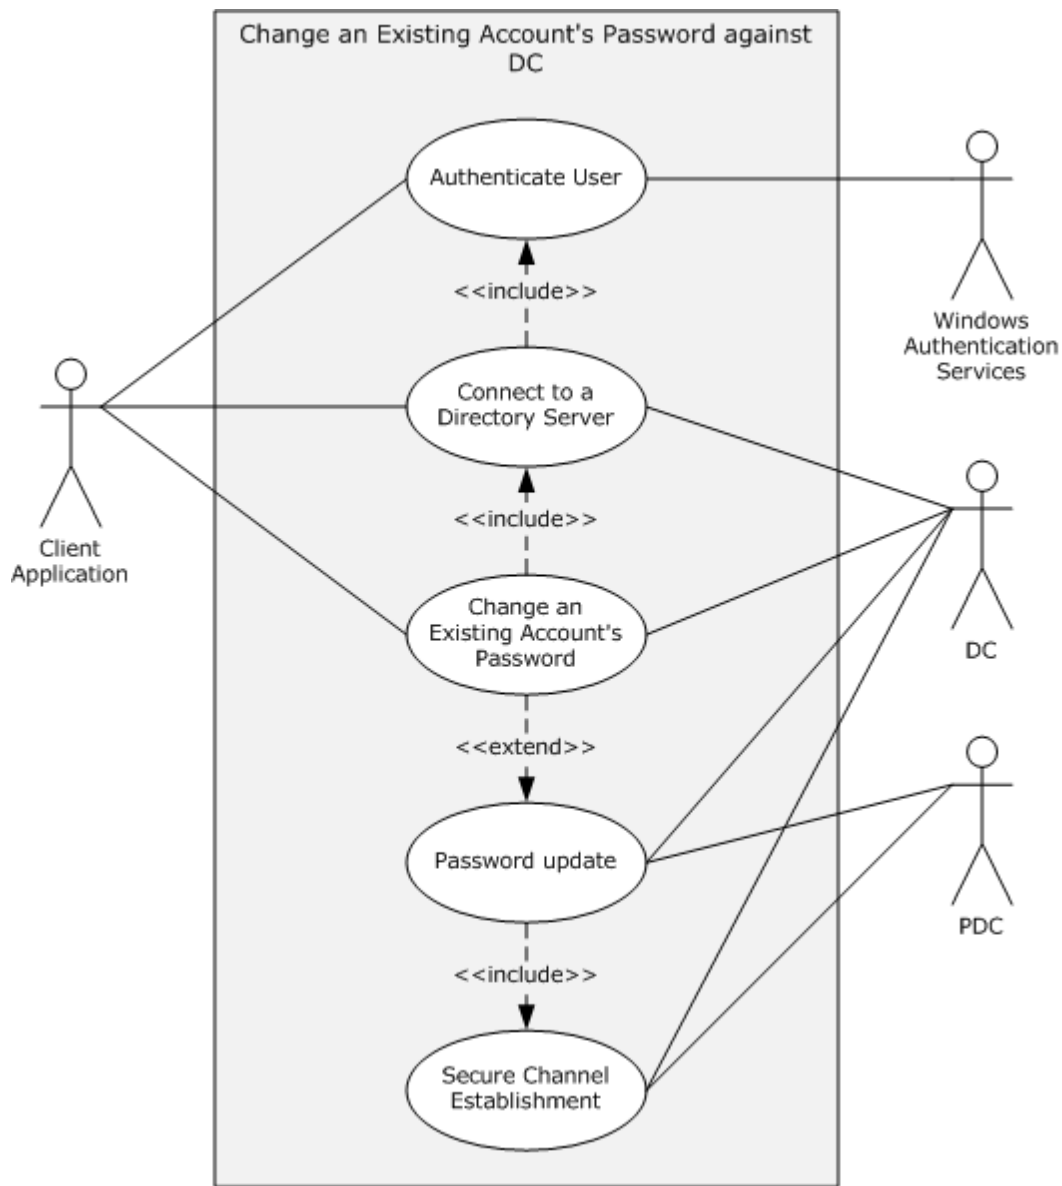 Change an Existing Account's Password against
DC
Authenticate User
<<include>>
Windows
Authentication
Services
Connect to a
Directory Server
Client
Application
<<include>>
Change an
Existing Account's
Password
DC
<<extend>>
Password update
PDC
<<include>>
Secure Channel
Establishment